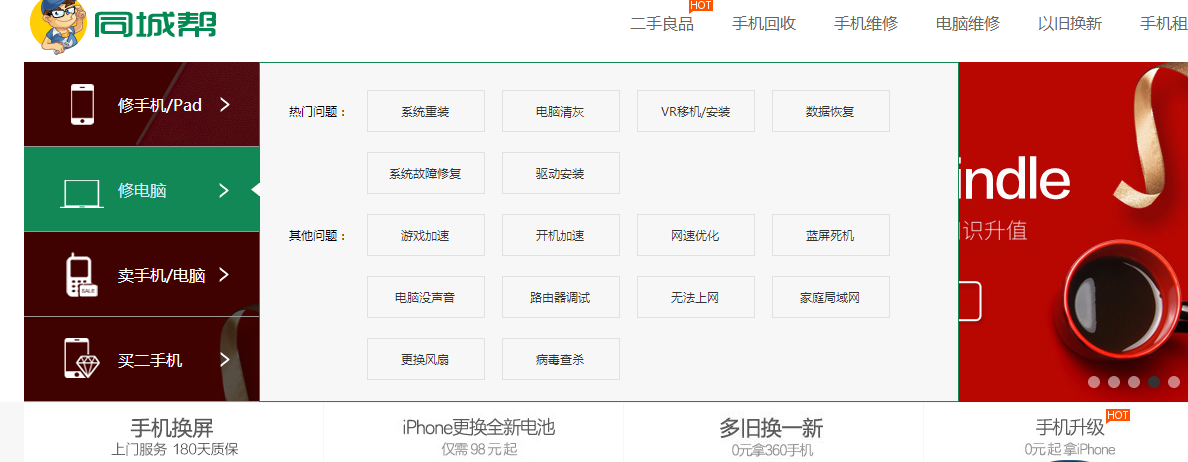 同城帮
二手良品 HOT 手机回收 手机维修 电脑维修 以旧换新 手机租
修手机/Pad
修电脑
卖手机/电脑
SALE
买二手机
热门问题： 系统重装 电脑清灰 VR移机/安装 数据恢复
系统故障修复 驱动安装
其他问题： 游戏加速 开机加速 网速优化 蓝屏死机
电脑没声音 路由器调试 无法上网 家庭局域网
更换风扇 病毒查杀
indle
识升值
手机换屏
上门服务 180天质保
iPhone更换全新电池
仅需 98 元 起
多旧换一新
0元拿360手机
手机升级 HOT
0元 起 拿iPhone